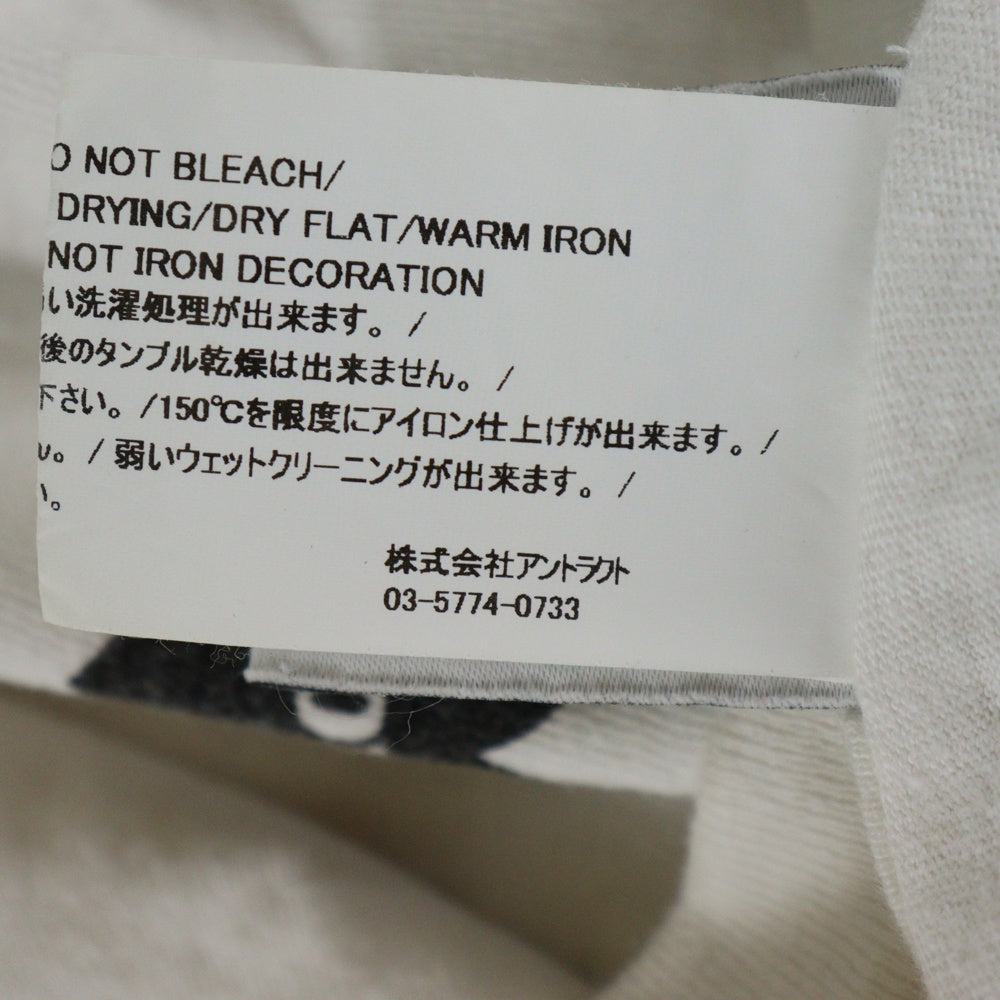 O NOT BLEACH/
DRYING/DRY FLAT/WARM IRON
NOT IRON DECORATION
い洗濯処理が出来ます。 /
後のタンブル乾燥は出来ません。 /
下さい。 /150℃を限度にアイロン仕上げが出来ます。 /
ん。 / 弱いウェットクリーニングが出来ます。 /
い。
株式会社アントラクト
03-5774-0733